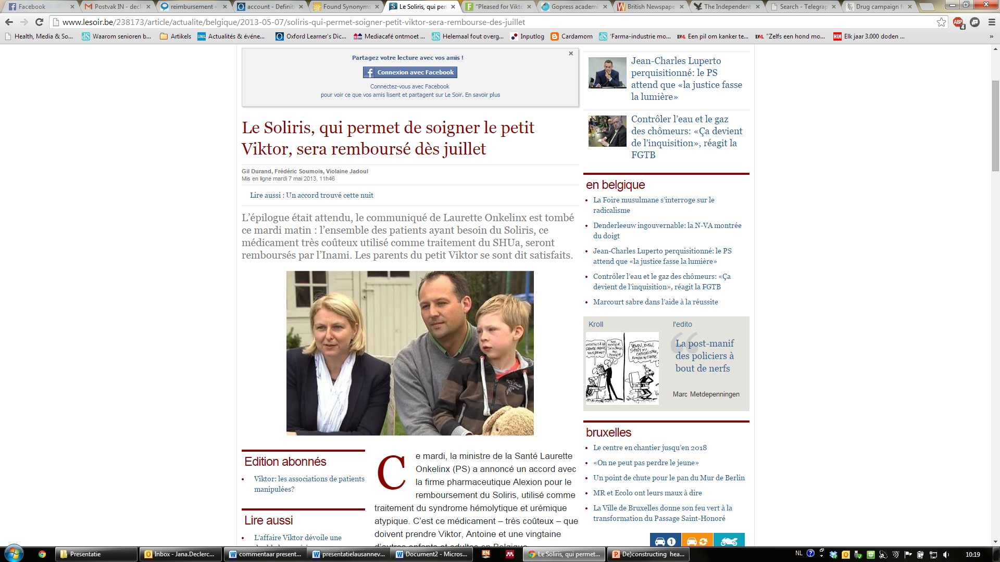 Facebook
Postvak IN - decl
reimbursement -
account - Definiti
Found Synonyms
Le Soliris, qui per
"Pleased for Vikto
Gopress academi
British Newspape
The Independent
Search - Telegrap
Drug campaign f
www.lesoir.be/238173/article/actualite/belgique/2013-05-07/soliris-qui-permet-soigner-petit-viktor-sera-rembourse-des-juillet
ABP
4
Health, Media & So...
Waarom senioren b...
Artikels
Actualités & événe...
Oxford Learner's Dic...
Mediacafé ontmoet ...
Helemaal fout overg...
Inputlog
Cardamom
'Farma-industrie mo...
Een pil om kanker te...
"Zelfs een hond mo...
Elk jaar 3.000 doden ...
Partagez votre lecture avec vos amis !
Connexion avec Facebook
Connectez-vous avec Facebook
pour voir ce que vos amis lisent et partagent sur Le Soir. En savoir plus
Le Soliris, qui permet de soigner le petit
Viktor, sera remboursé dès juillet
Gil Durand, Frédéric Soumois, Violaine Jadoul
Mis en ligne mardi 7 mai 2013, 11h46
Lire aussi : Un accord trouvé cette nuit
L'épilogue était attendu, le communiqué de Laurette Onkelinx est tombé
ce mardi matin : l'ensemble des patients ayant besoin du Soliris, ce
médicament très coûteux utilisé comme traitement du SHUa, seront
remboursés par l'Inami. Les parents du petit Viktor se sont dit satisfaits.
Edition abonnés
Viktor: les associations de patients
manipulées?
Lire aussi
L'affaire Viktor dévoile une
Ce mardi, la ministre de la Santé Laurette
Onkelinx (PS) a annoncé un accord avec
la firme pharmaceutique Alexion pour le
remboursement du Soliris, utilisé comme
traitement du syndrome hémolytique et urémique
atypique. C'est ce médicament – très coûteux – que
doivent prendre Viktor, Antoine et une vingtaine
d'autres enfants et adultes en Belgique
Jean-Charles Luperto
perquisitionné: le PS
attend que «la justice fasse
la lumière»
Contrôler l'eau et le gaz
des chômeurs: «Ça devient
de l'inquisition», réagit la
FGTB
en belgique
La Foire musulmane s'interroge sur le
radicalisme
Denderleeuw ingouvernable: la N-VA montrée
du doigt
Jean-Charles Luperto perquisitionné: le PS
attend que «la justice fasse la lumière»
Contrôler l'eau et le gaz des chômeurs: «Ça
devient de l'inquisition», réagit la FGTB
Marcourt sabre dans l'aide à la réussite
Kroll
VENDU, PUTIN,
SUPPÔT DU
CAPITALISME,
ENNEMI DE CLASSE
l'edito
La post-manif
des policiers à
bout de nerfs
Marc Metdepenningen
bruxelles
Le centre en chantier jusqu'en 2018
«On ne peut pas perdre le jeune»
Un point de chute pour le pan du Mur de Berlin
MR et Ecolo ont leurs maux à dire
La Ville de Bruxelles donne son feu vert à la
transformation du Passage Saint-Honoré
1
Presentatie
Inbox - Jana.Declerc...
commentaar present...
presentatielausannev...
Document2 - Micros...
EN
Le Soliris, qui permet...
De)constructing hea...
NL
10:19